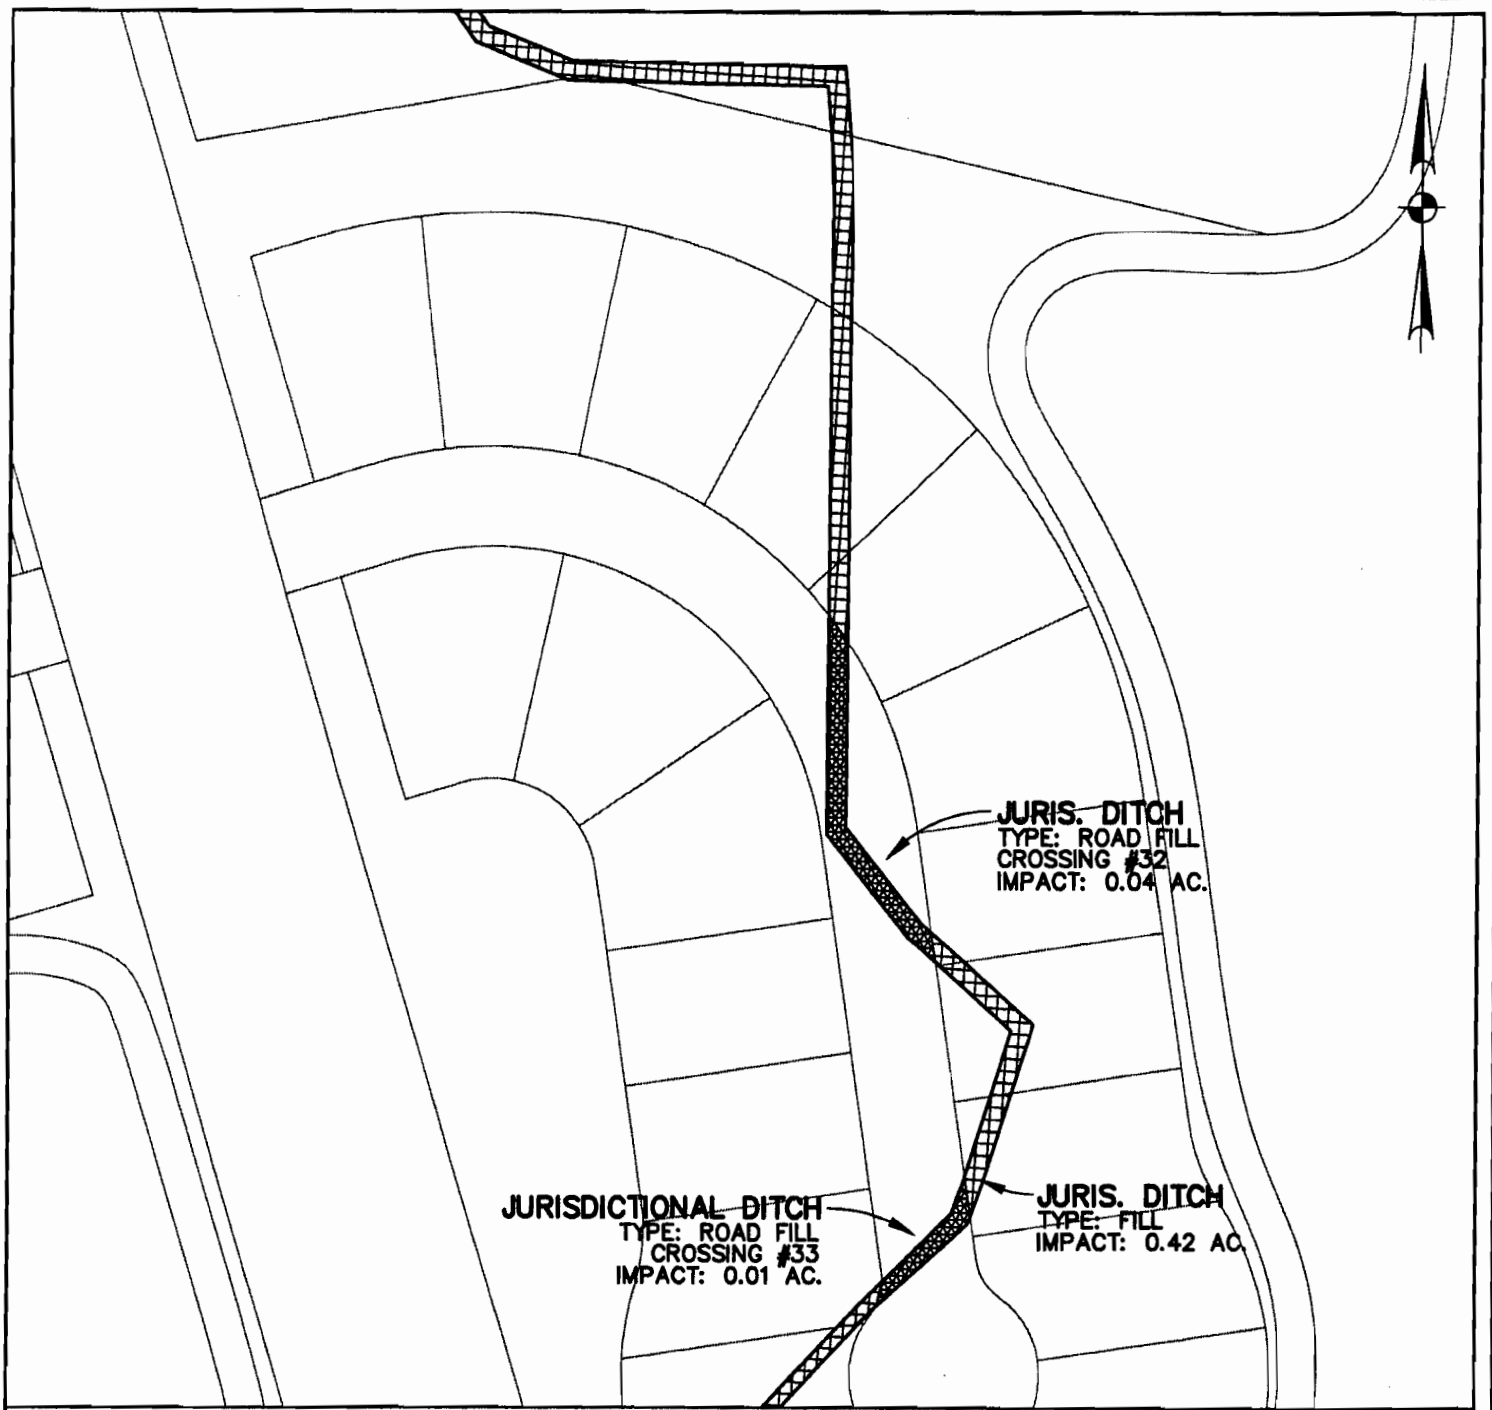 JURIS. DITCH
TYPE: ROAD FILL
CROSSING #32
IMPACT: 0.04 AC.
JURISDICTIONAL DITCH
TYPE: ROAD FILL
CROSSING #33
IMPACT: 0.01 AC.
JURIS. DITCH
TYPE: FILL
IMPACT: 0.42 AC.